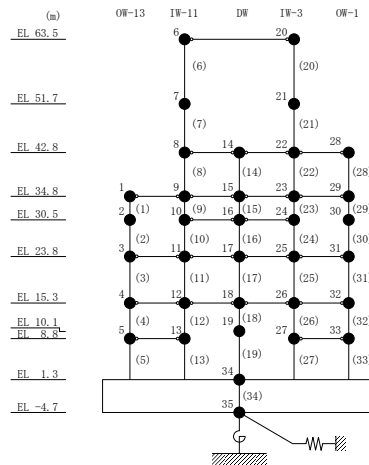 (m) OW-13 IW-11 DW IW-3 OW-1
EL 63.5 6 20
(6) (20)
EL 51.7 7 21
(7) (21)
EL 42.8 8 14 22 28
(8) (14) (22) (28)
EL 34.8 1 9 15 23 29
(1) (9) (15) (23) (29)
EL 30.5 2 10 16 24 30
(2) (10) (16) (24) (30)
EL 23.8 3 11 17 25 31
(3) (11) (17) (25) (31)
EL 15.3 4 12 18 26 32
(4) (12) (18) (26) (32)
EL 10.1 19
EL 8.8 5 13 27 33
(5) (13) (19) (27) (33)
EL 1.3 34
(34)
EL -4.7 35